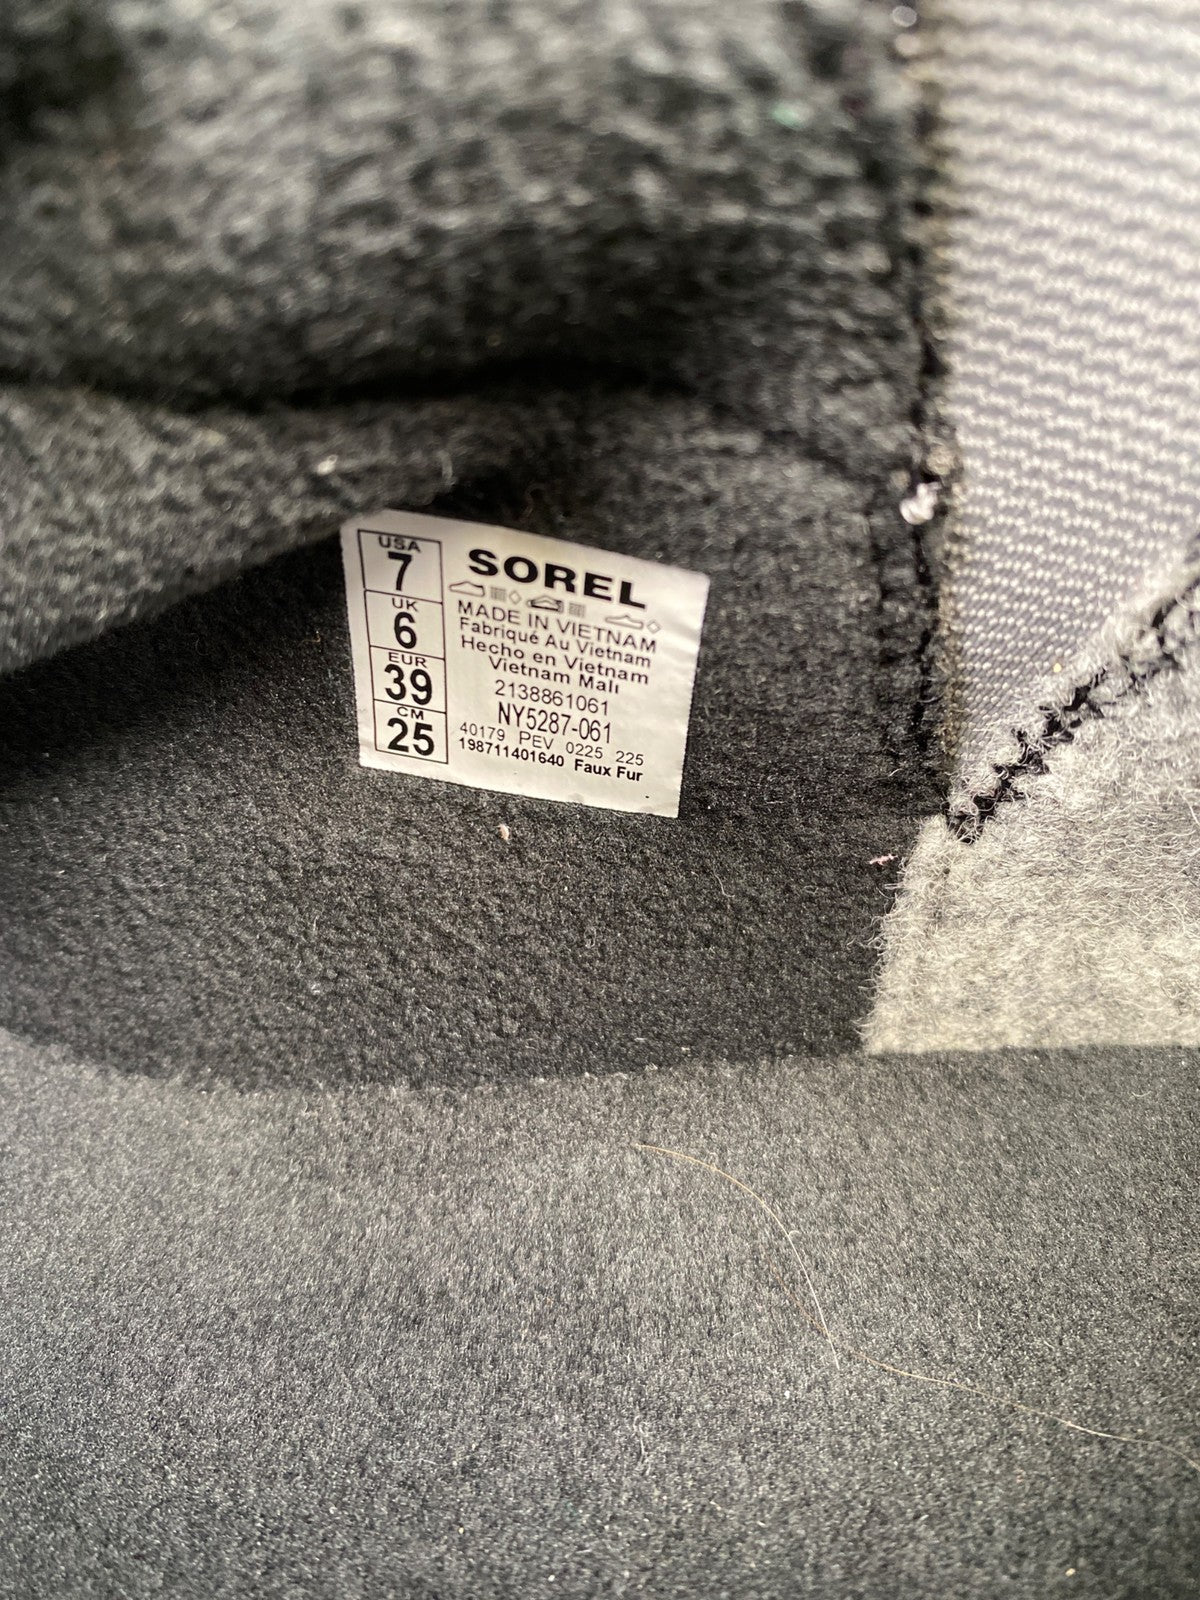 USA
7
UK
6
EUR
39
CM
25
SOREL
MADE IN VIETNAM
Fabriqué Au Vietnam
Hecho en Vietnam
Vietnam Malı
2138861061
NY5287-061
40179 PEV 0225 225
198711401640 Faux Fur